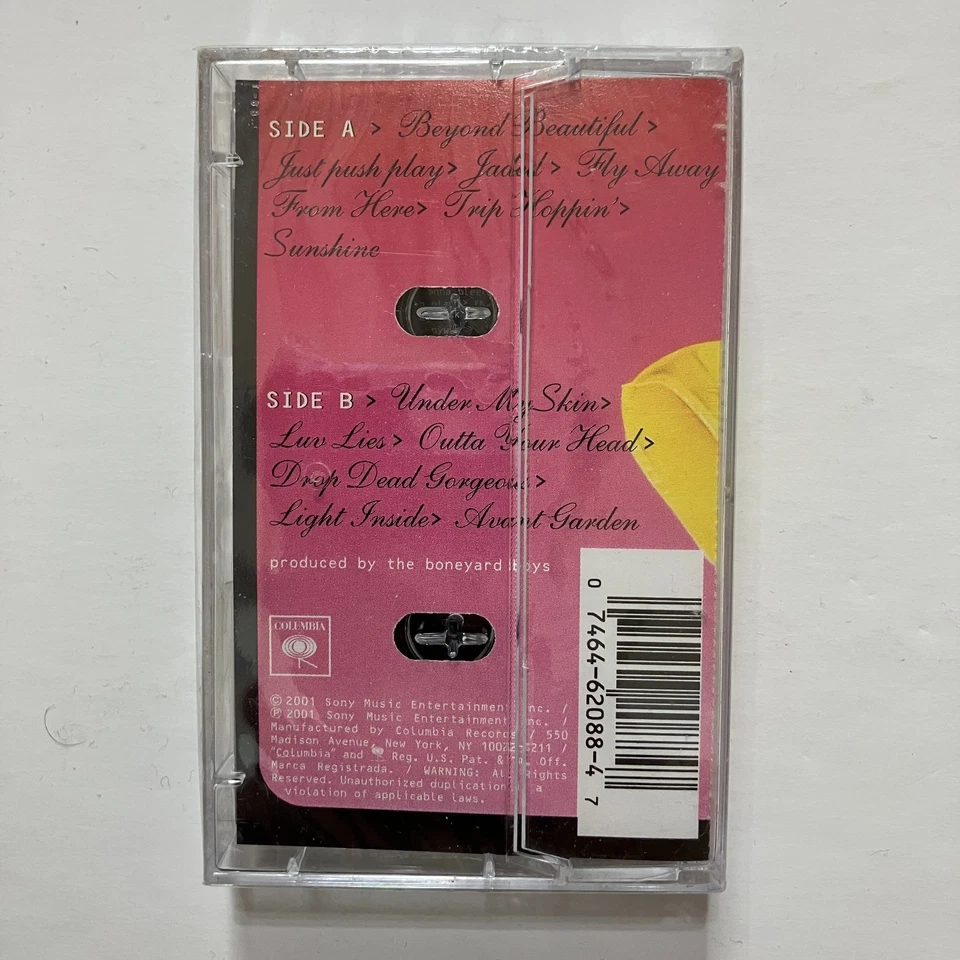 SIDE A > Beyond Beautiful >
Just push play > Jaded > Fly Away
From Here > Trip Hoppin' >
Sunshine
SIDE B > Under My Skin >
Luv Lies > Outta Your Head >
Drop Dead Gorgeous >
Light Inside > Avant Garden
produced by the boneyard boys
COLUMBIA
© 2001 Sony Music Entertainment Inc. /
℗ 2001 Sony Music Entertainment Inc. /
Manufactured by Columbia Records / 550
Madison Avenue, New York, NY 10022-3211 /
"Columbia" and Reg. U.S. Pat. & Tm. Off.
Marca Registrada. / WARNING: All Rights
Reserved. Unauthorized duplication is a
violation of applicable laws.
0 7464-62088-4 7